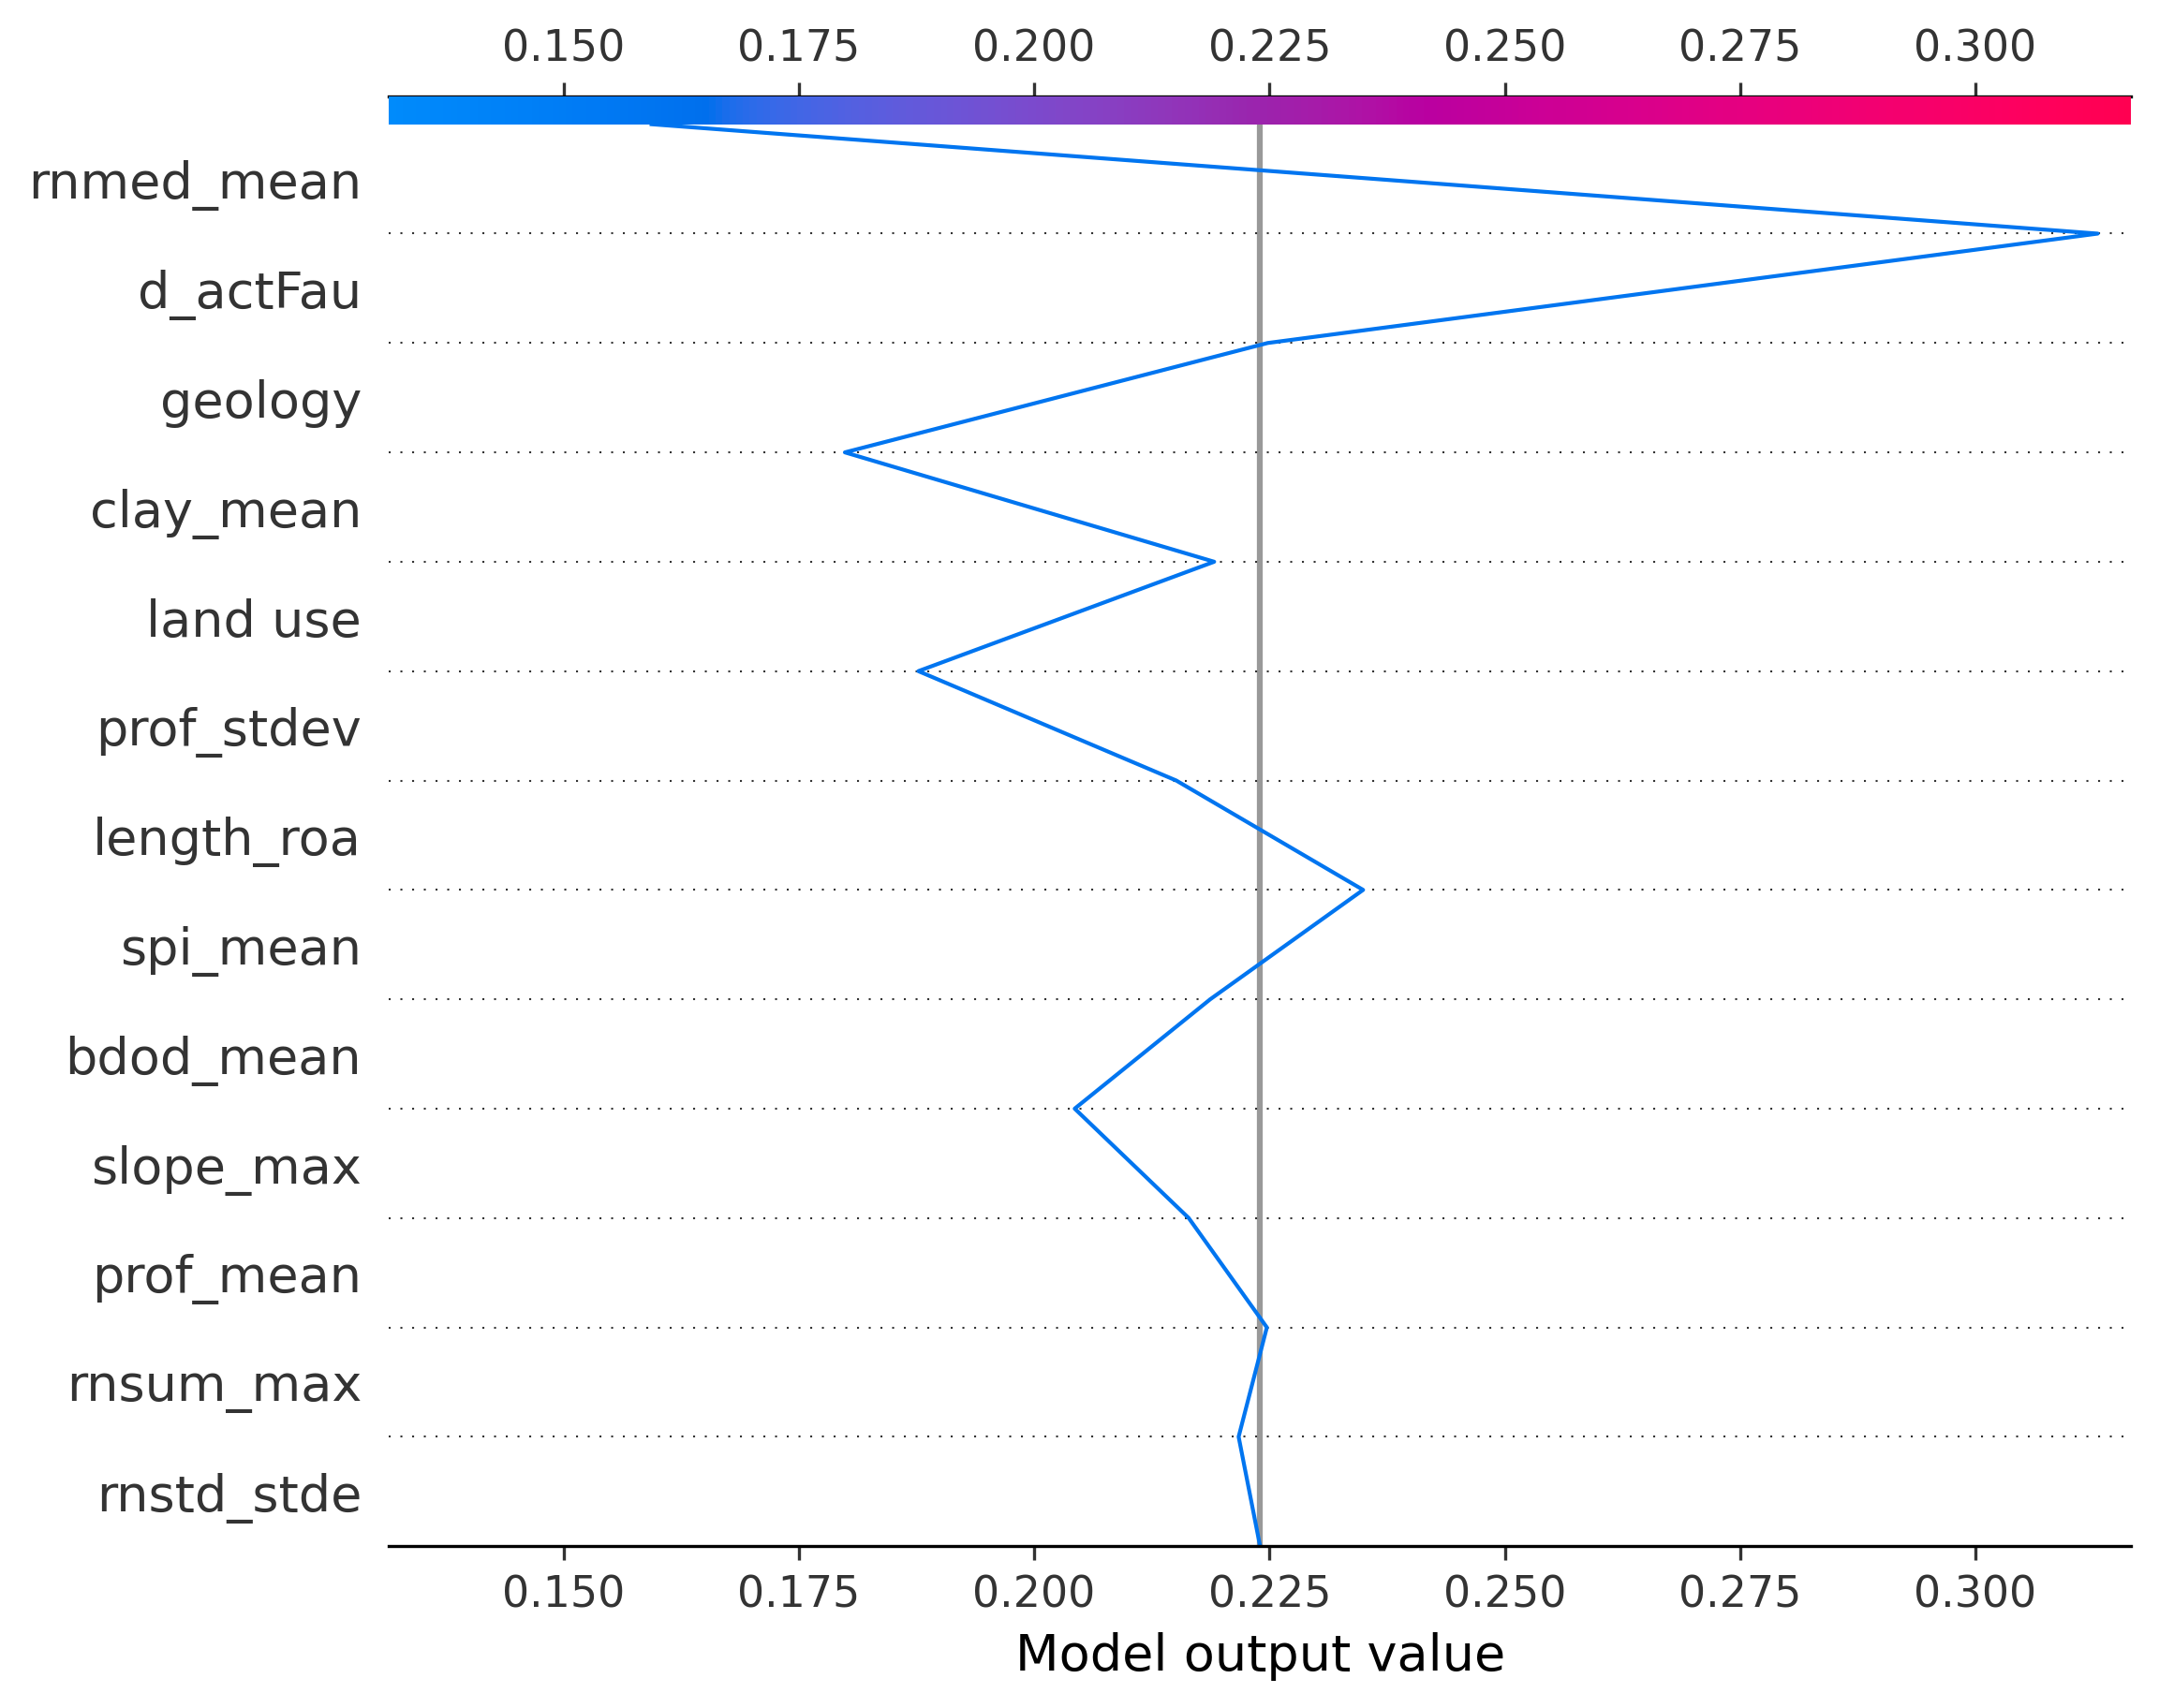 0.150 0.175 0.200 0.225 0.250 0.275 0.300
rnmed_mean
d_actFau
geology
clay_mean
land use
prof_stdev
length_roa
spi_mean
bdod_mean
slope_max
prof_mean
rnsum_max
rnstd_stde
0.150 0.175 0.200 0.225 0.250 0.275 0.300
Model output value